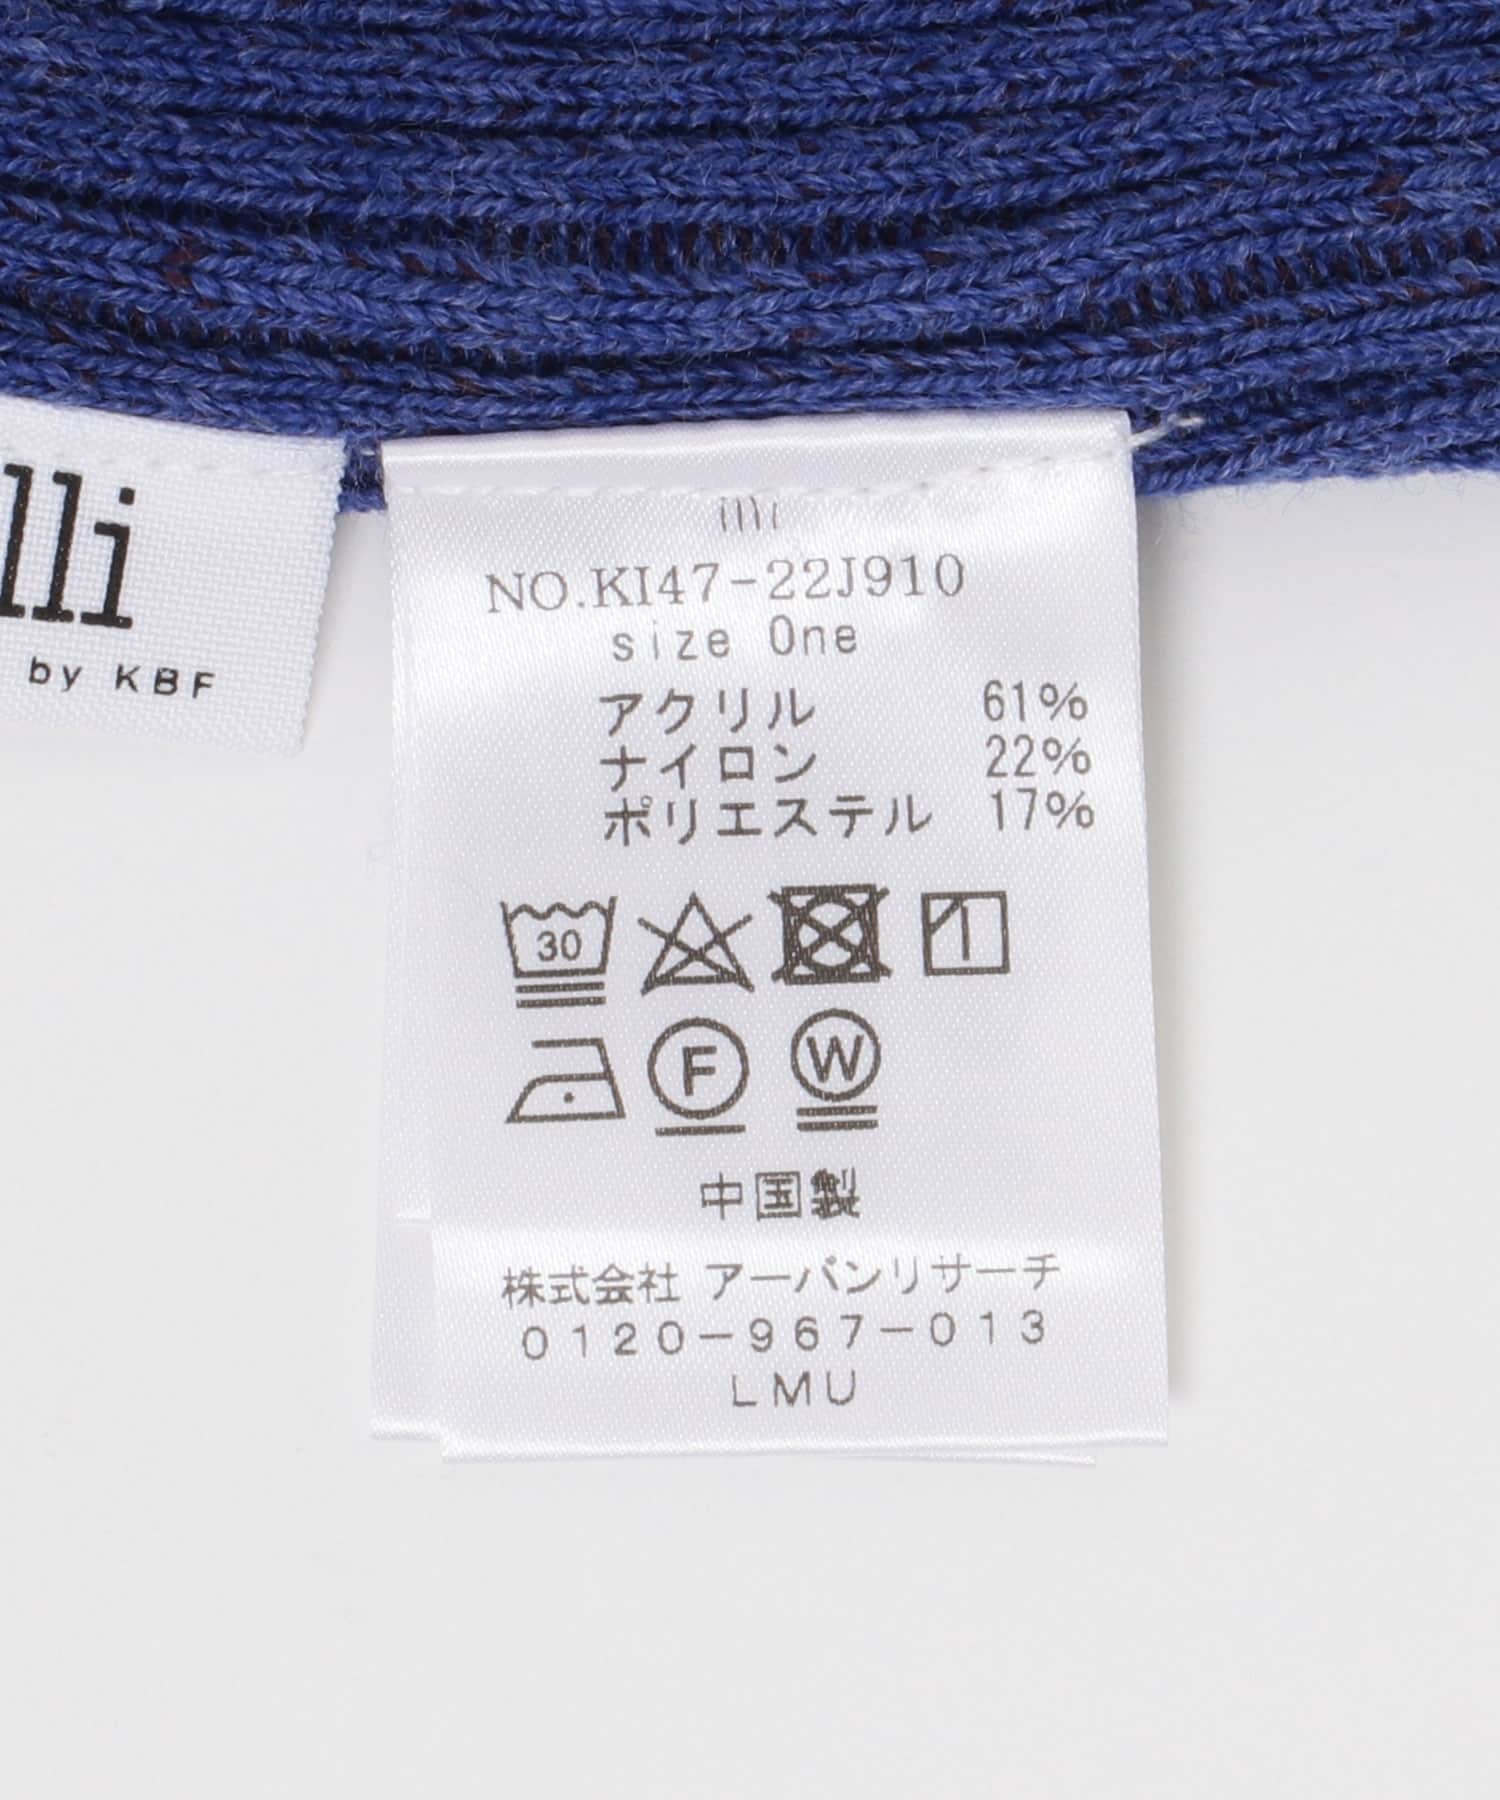 lli
by KBF
illi
NO.KI47-22J910
size One
アクリル 61%
ナイロン 22%
ポリエステル 17%
30
F
W
中国製
株式会社 アーバンリサーチ
0120-967-013
LMU